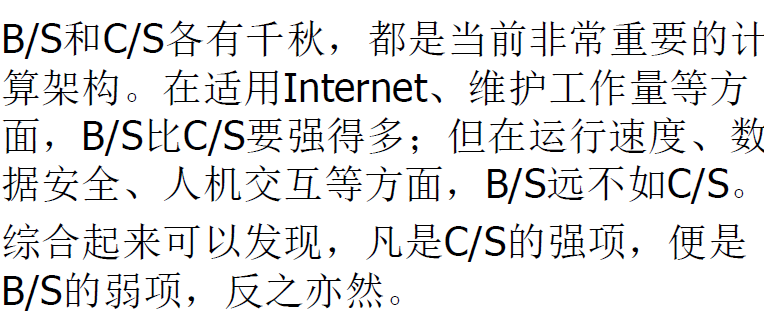 B/S和C/S各有千秋，都是当前非常重要的计
算架构。在适用Internet、维护工作量等方
面，B/S比C/S要强得多；但在运行速度、数
据安全、人机交互等方面，B/S远不如C/S。
综合起来可以发现，凡是C/S的强项，便是
B/S的弱项，反之亦然。